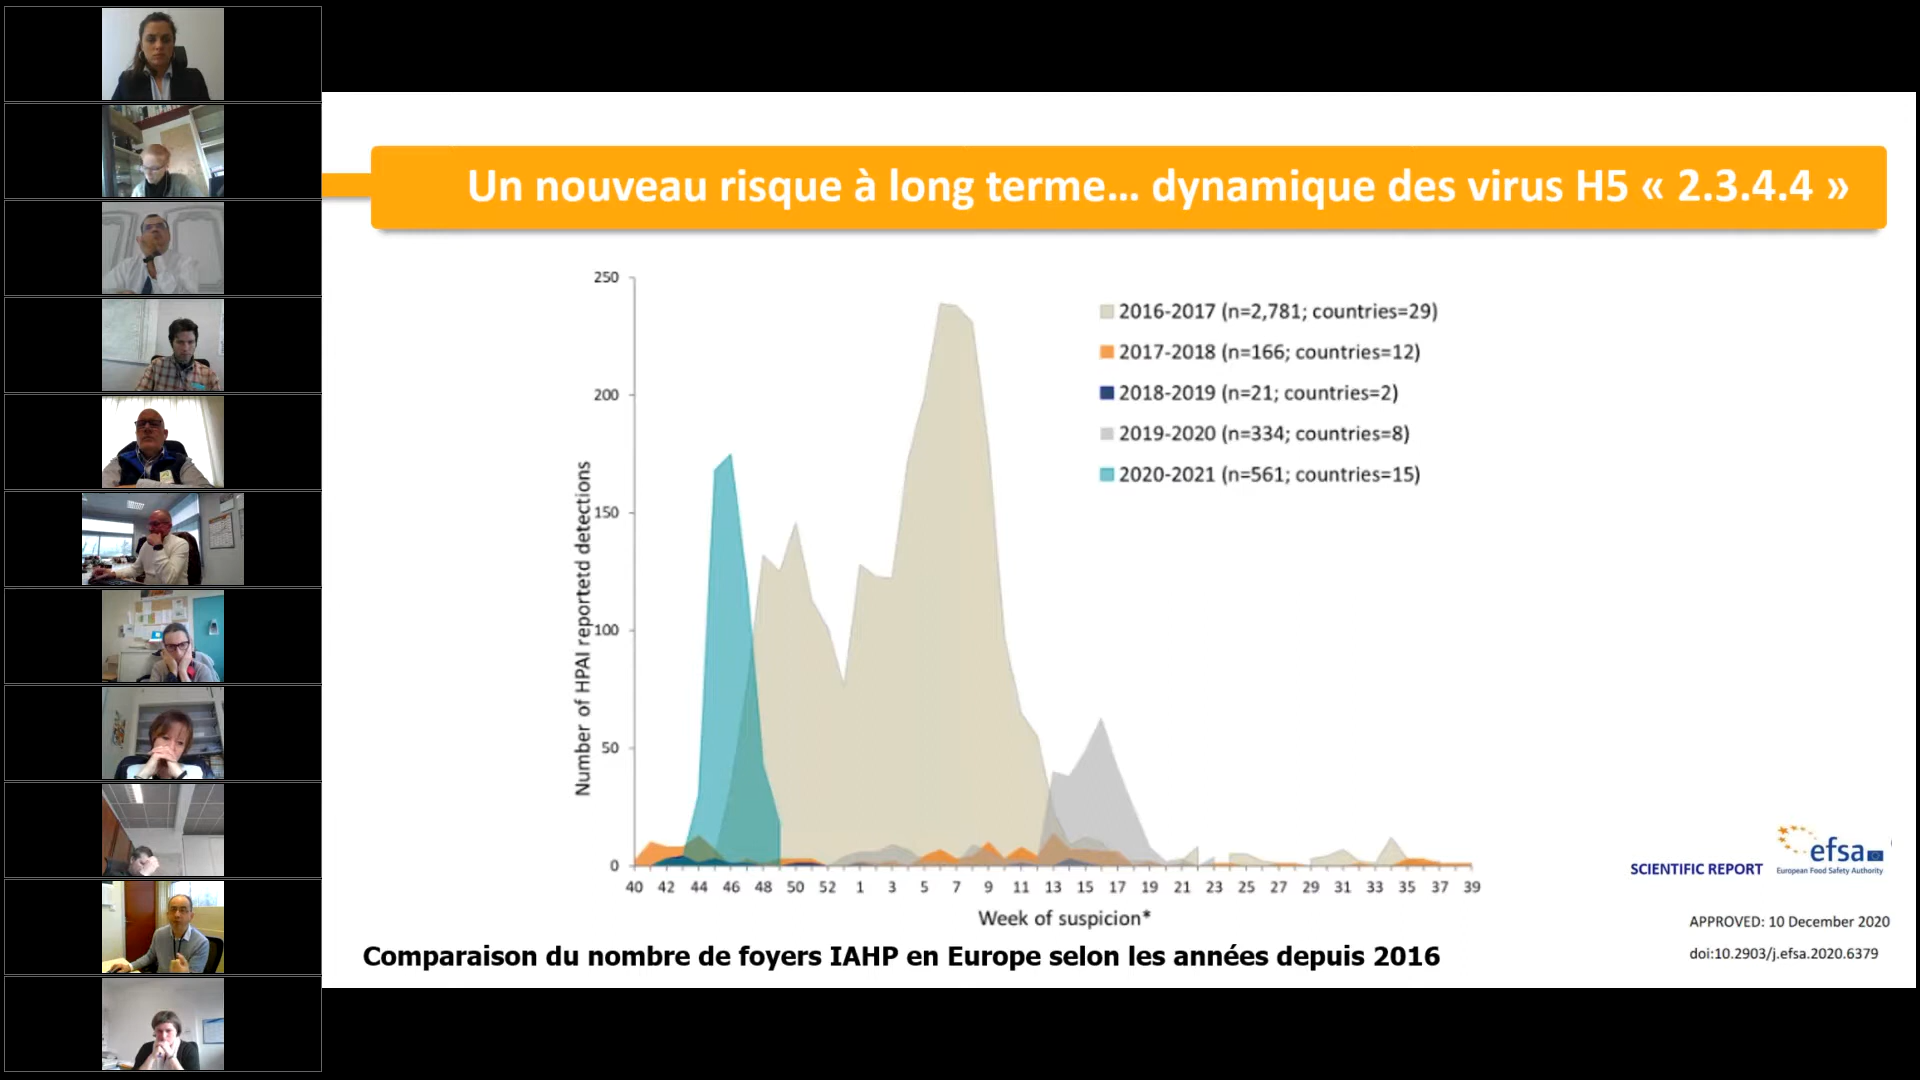 Un nouveau risque à long terme... dynamique des virus H5 « 2.3.4.4 »
250
200
150
100
50
0
Number of HPAI reportetd detections
2016-2017 (n=2,781; countries=29)
2017-2018 (n=166; countries=12)
2018-2019 (n=21; countries=2)
2019-2020 (n=334; countries=8)
2020-2021 (n=561; countries=15)
40 42 44 46 48 50 52 1 3 5 7 9 11 13 15 17 19 21 23 25 27 29 31 33 35 37 39
Week of suspicion*
Comparaison du nombre de foyers IAHP en Europe selon les années depuis 2016
SCIENTIFIC REPORT
efsa
European Food Safety Authority
APPROVED: 10 December 2020
doi:10.2903/j.efsa.2020.6379